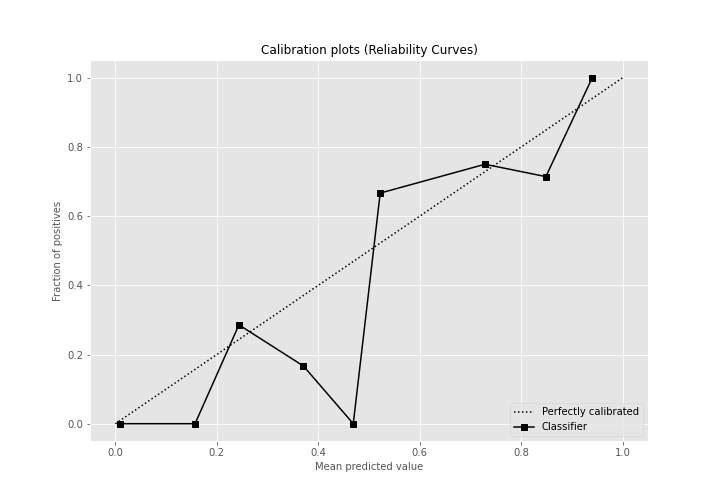 Calibration plots (Reliability Curves)
Fraction of positives
1.0
0.8
0.6
0.4
0.2
0.0
0.0 0.2 0.4 0.6 0.8 1.0
Mean predicted value
Perfectly calibrated
Classifier